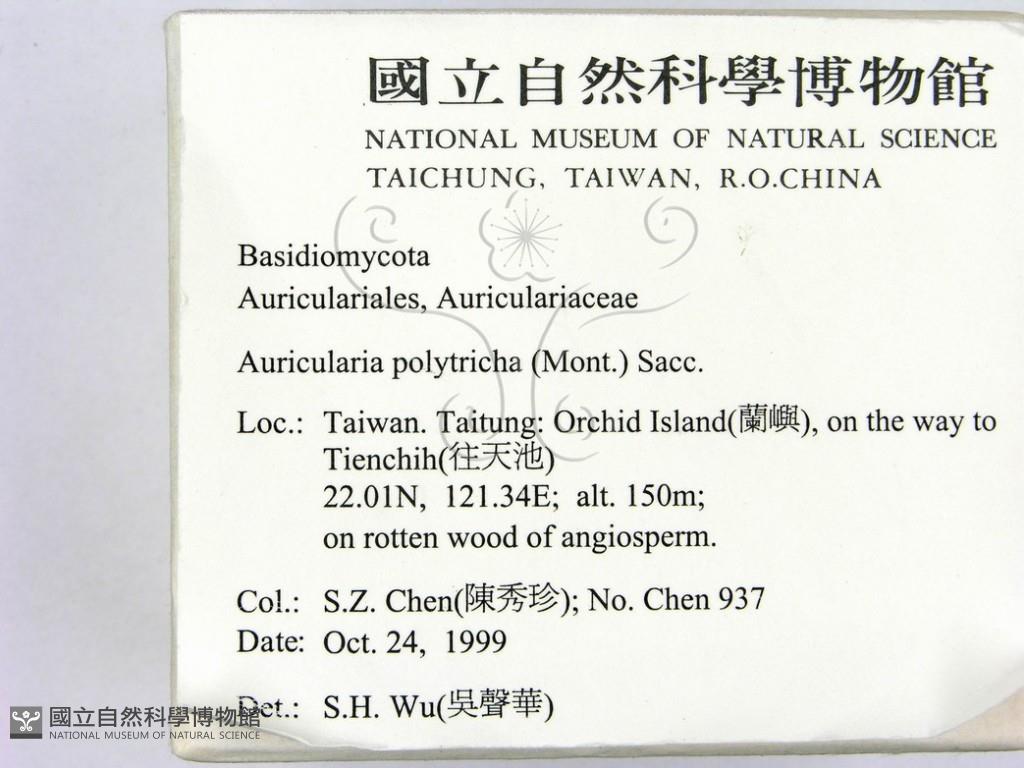 國立自然科學博物館
NATIONAL MUSEUM OF NATURAL SCIENCE
TAICHUNG, TAIWAN, R.O.CHINA
Basidiomycota
Auriculariales, Auriculariaceae
Auricularia polytricha (Mont.) Sacc.
Loc.: Taiwan. Taitung: Orchid Island(蘭嶼), on the way to
Tienchih(往天池)
22.01N, 121.34E; alt. 150m;
on rotten wood of angiosperm.
Col.: S.Z. Chen(陳秀珍); No. Chen 937
Date: Oct. 24, 1999
Det.: S.H. Wu(吳聲華)
國立自然科學博物館
NATIONAL MUSEUM OF NATURAL SCIENCE